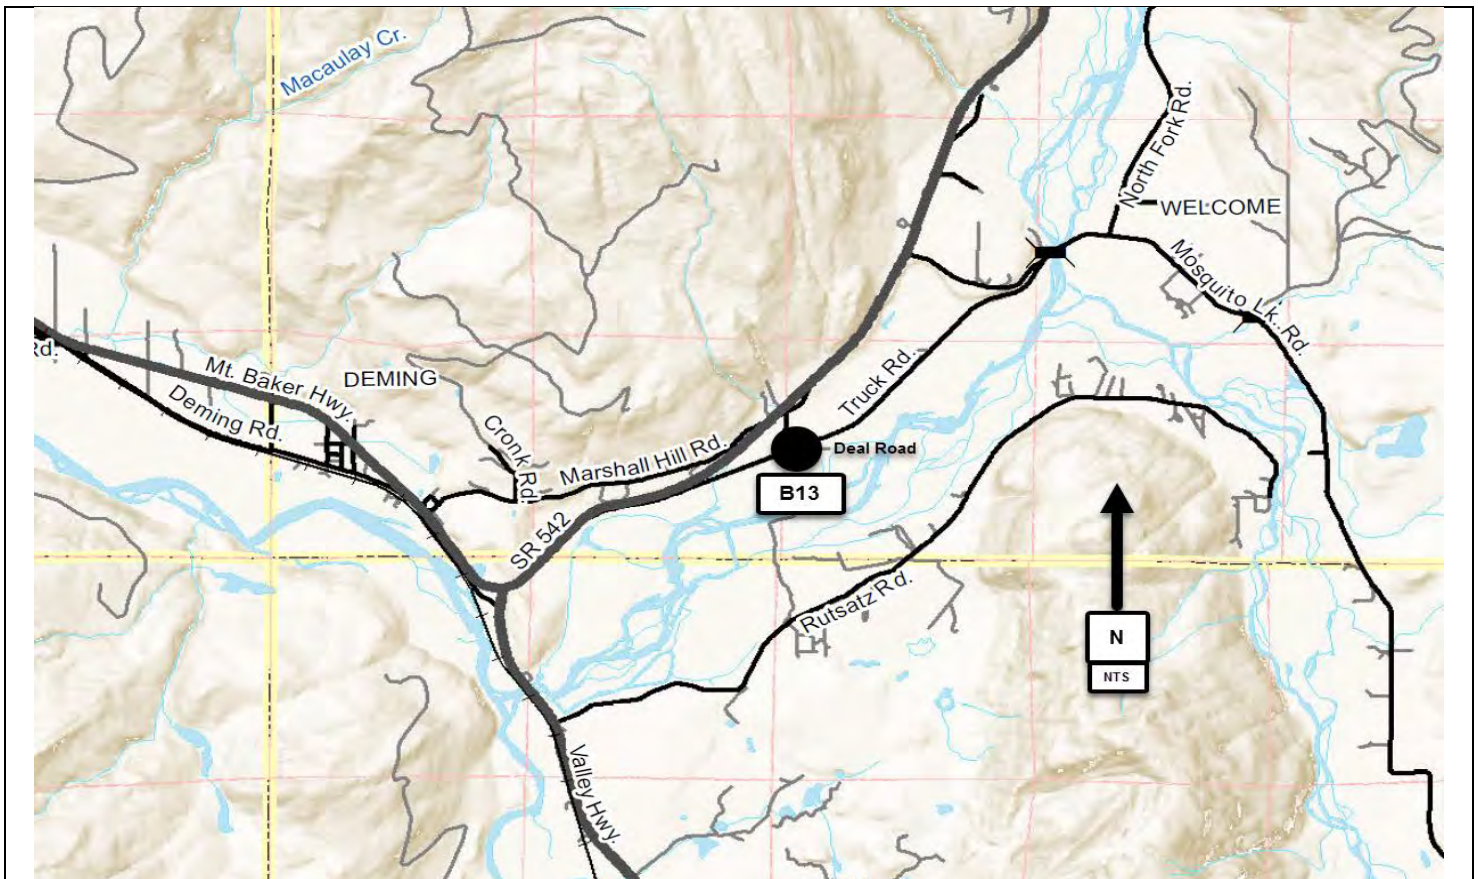 Macaulay Cr.
North Fork Rd.
WELCOME
Mosquito Lk. Rd.
Rd.
Mt. Baker Hwy.
DEMING
Deming Rd.
Truck Rd.
Cronk Rd.
Marshall Hill Rd.
Deal Road
B13
SR 542
Rutsatz Rd.
N
NTS
Valley Hwy.